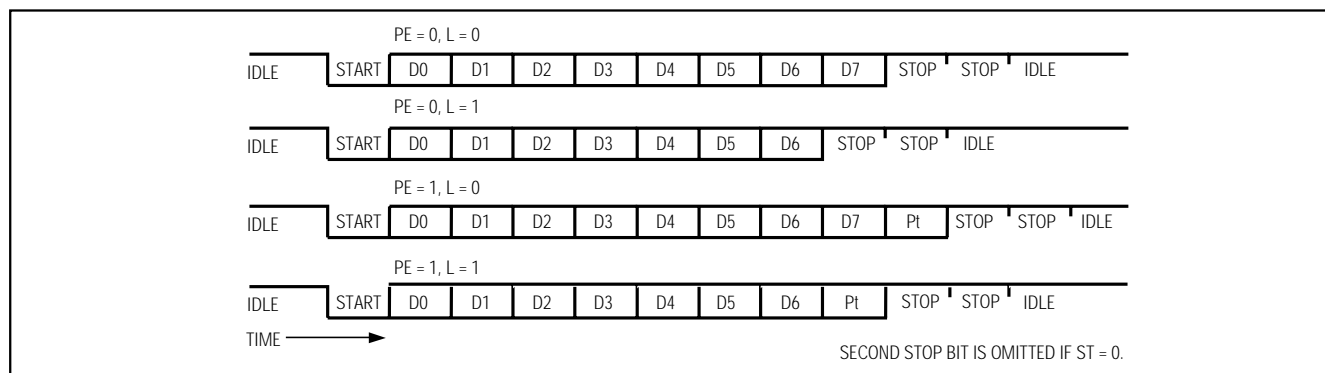 PE = 0, L = 0
IDLE START D0 D1 D2 D3 D4 D5 D6 D7 STOP STOP IDLE
PE = 0, L = 1
IDLE START D0 D1 D2 D3 D4 D5 D6 STOP STOP IDLE
PE = 1, L = 0
IDLE START D0 D1 D2 D3 D4 D5 D6 D7 Pt STOP STOP IDLE
PE = 1, L = 1
IDLE START D0 D1 D2 D3 D4 D5 D6 Pt STOP STOP IDLE
TIME
SECOND STOP BIT IS OMITTED IF ST = 0.